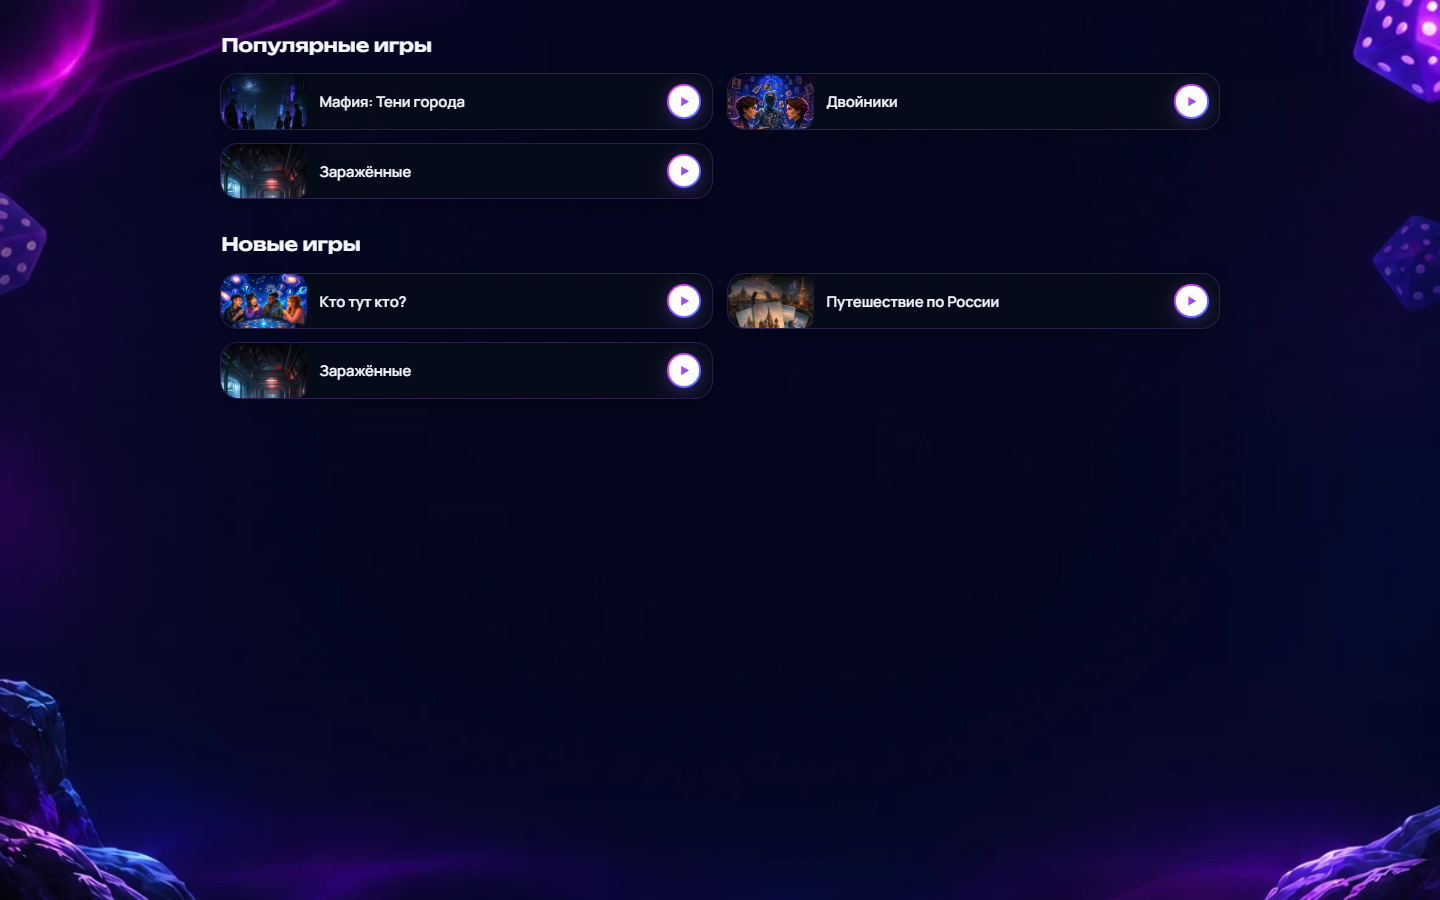 Популярные игры
Мафия: Тени города
Двойники
Заражённые
Новые игры
Кто тут кто?
Путешествие по России
Заражённые